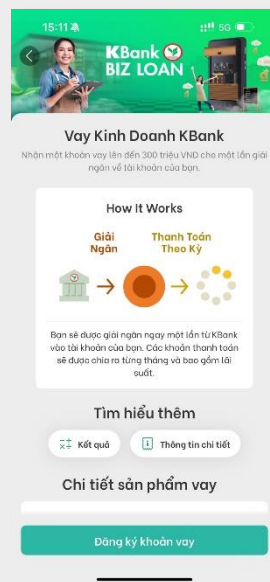 15:11
5G
KBank
BIZ LOAN
Vay Kinh Doanh KBank
Nhận một khoản vay lên đến 300 triệu VND cho một lần giải
ngân về tài khoản của bạn.
How It Works
Giải
Ngân
Thanh Toán
Theo Kỳ
Bạn sẽ được giải ngân ngay một lần từ KBank
vào tài khoản của bạn. Các khoản thanh toán
sẽ được chia ra từng tháng và bao gồm lãi
suất.
Tìm hiểu thêm
Kết quả
Thông tin chi tiết
Chi tiết sản phẩm vay
Đăng ký khoản vay